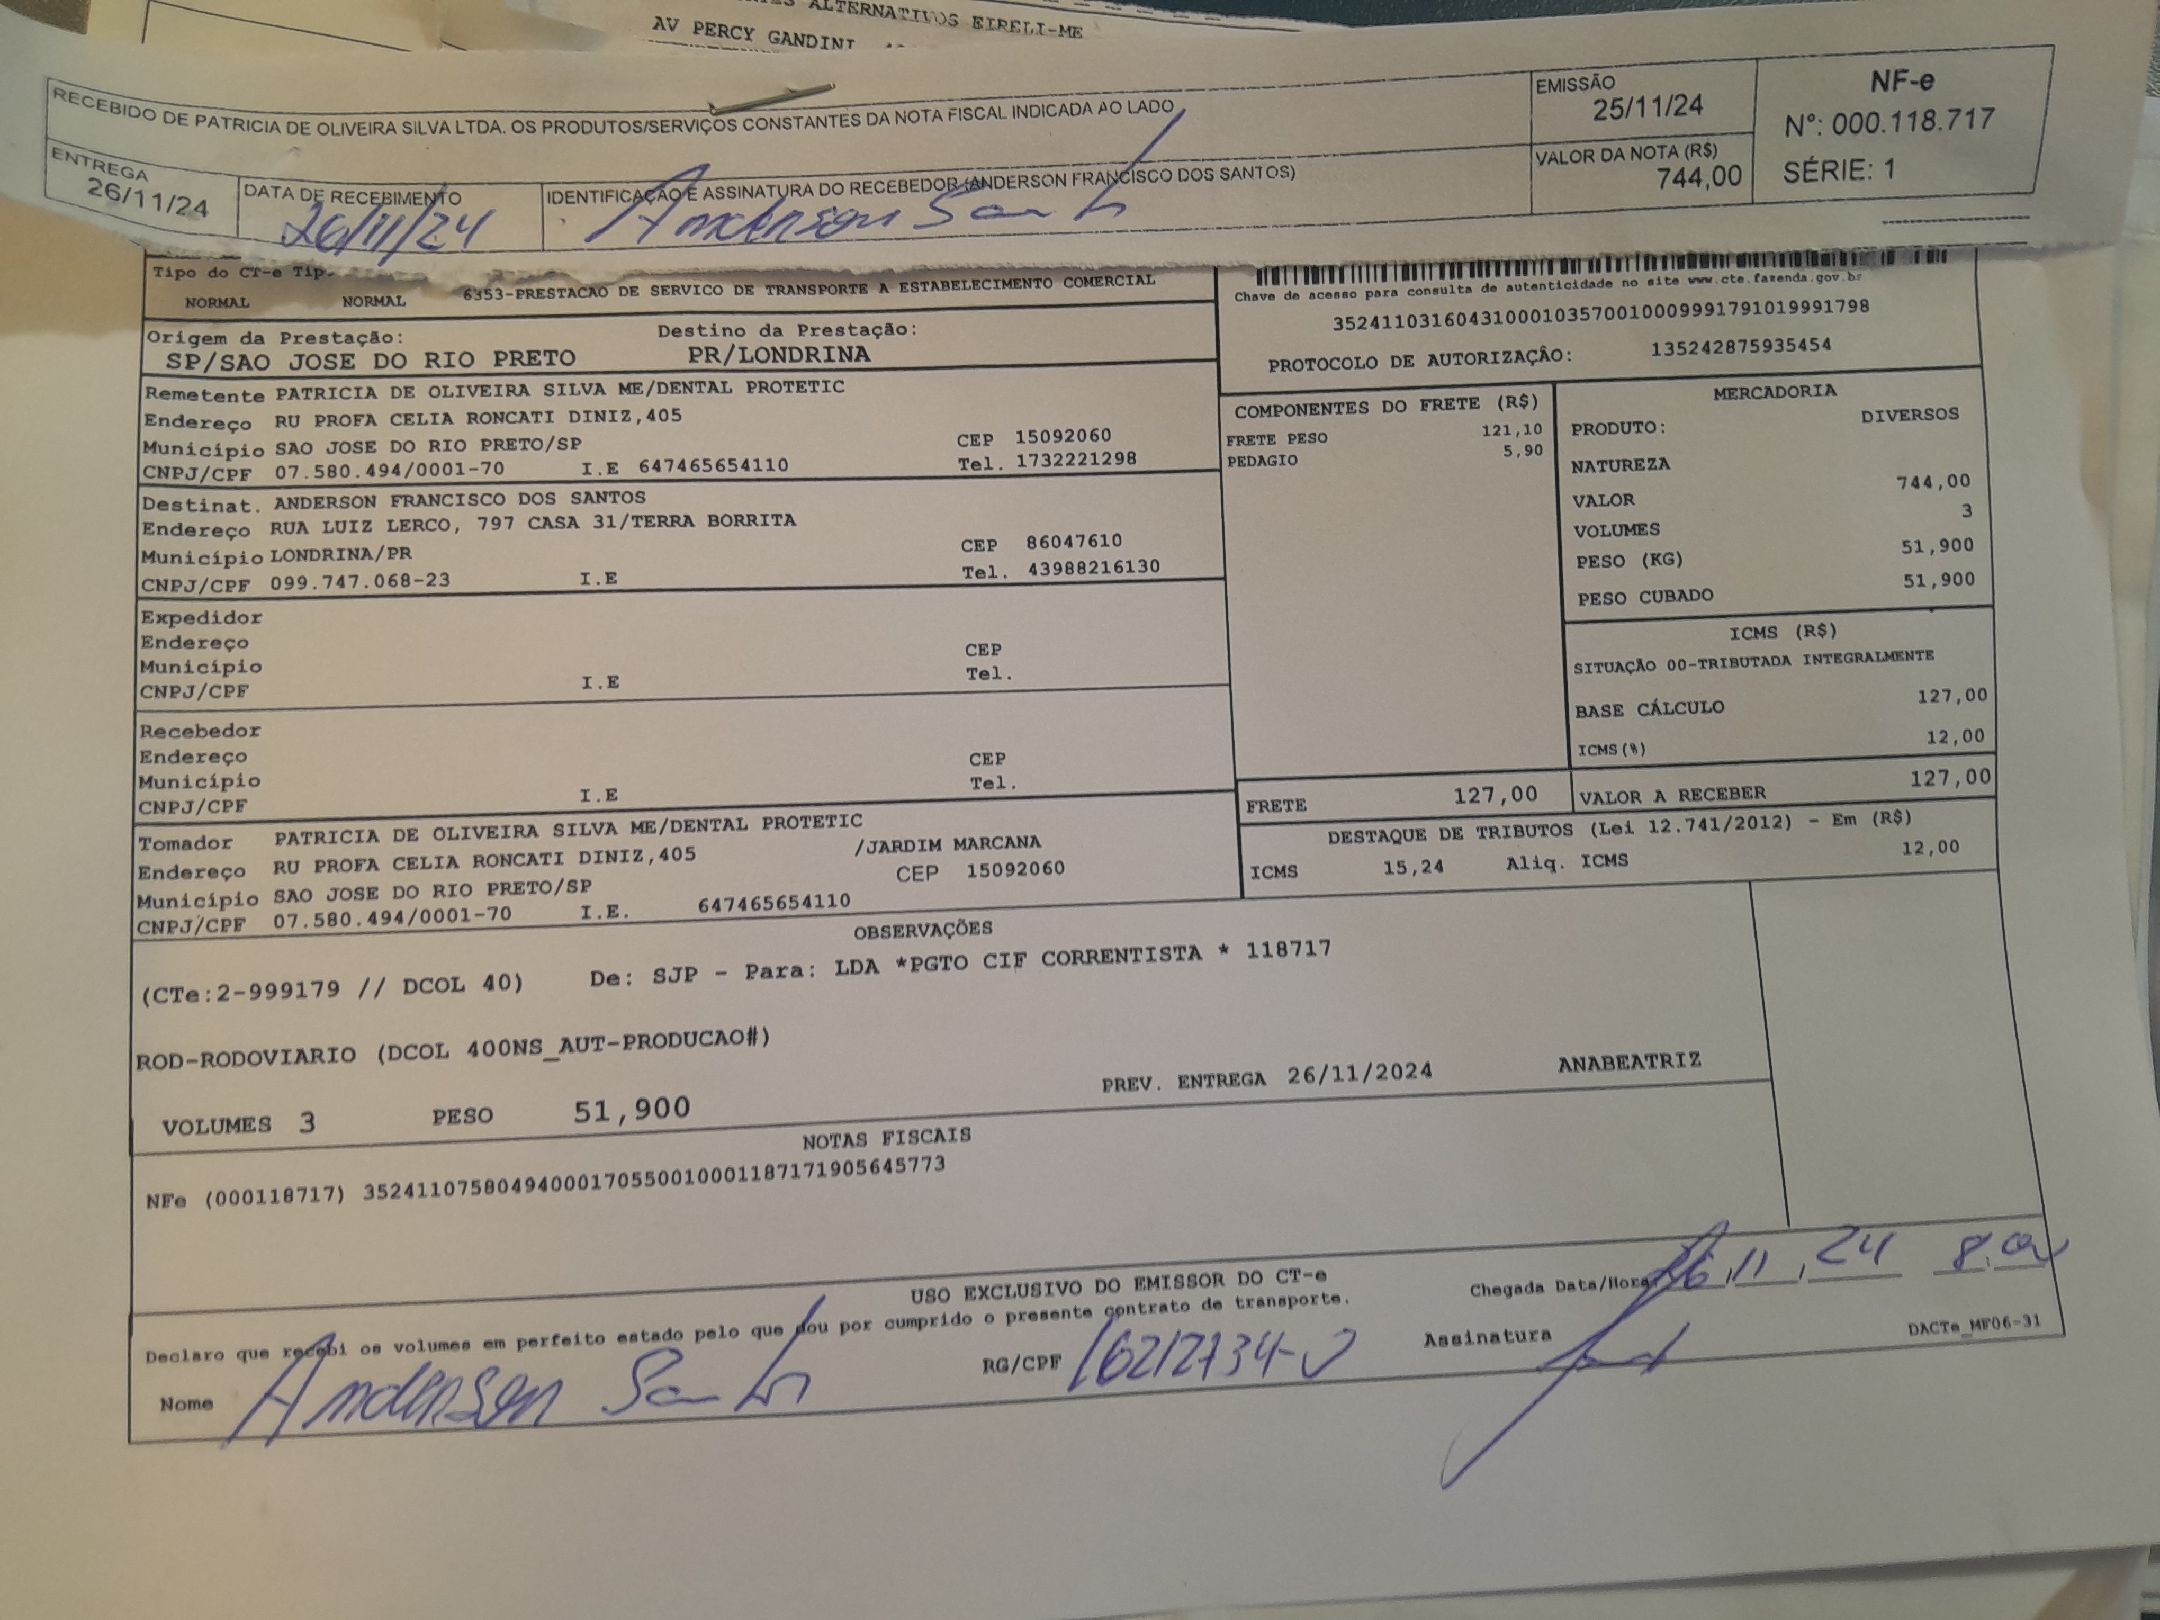 ALTERNATIVOS EIRELI-ME
AV PERCY GANDINI
RECEBIDO DE PATRICIA DE OLIVEIRA SILVA LTDA. OS PRODUTOS/SERVIÇOS CONSTANTES DA NOTA FISCAL INDICADA AO LADO
EMISSÃO
25/11/24
NF-e
Nº: 000.118.717
SÉRIE: 1
VALOR DA NOTA (R$)
744,00
ENTREGA
26/11/24
DATA DE RECEBIMENTO
26/11/24
IDENTIFICAÇÃO E ASSINATURA DO RECEBEDOR (ANDERSON FRANCISCO DOS SANTOS)
Anderson Santos
Tipo do CT-e Tip.
NORMAL NORMAL 6353-PRESTACAO DE SERVICO DE TRANSPORTE A ESTABELECIMENTO COMERCIAL
Chave de acesso para consulta de autenticidade no site www.cte.fazenda.gov.br
35241103160431000103570010009991791019991798
PROTOCOLO DE AUTORIZAÇÂO: 135242875935454
Origem da Prestação: Destino da Prestação:
SP/SAO JOSE DO RIO PRETO PR/LONDRINA
Remetente PATRICIA DE OLIVEIRA SILVA ME/DENTAL PROTETIC
Endereço RU PROFA CELIA RONCATI DINIZ,405
Município SAO JOSE DO RIO PRETO/SP CEP 15092060
CNPJ/CPF 07.580.494/0001-70 I.E 647465654110 Tel. 1732221298
Destinat. ANDERSON FRANCISCO DOS SANTOS
Endereço RUA LUIZ LERCO, 797 CASA 31/TERRA BORRITA
Município LONDRINA/PR CEP 86047610
CNPJ/CPF 099.747.068-23 I.E Tel. 43988216130
Expedidor
Endereço
Município CEP
CNPJ/CPF I.E Tel.
Recebedor
Endereço
Município CEP
CNPJ/CPF I.E Tel.
Tomador PATRICIA DE OLIVEIRA SILVA ME/DENTAL PROTETIC
Endereço RU PROFA CELIA RONCATI DINIZ,405 /JARDIM MARCANA
Município SAO JOSE DO RIO PRETO/SP CEP 15092060
CNPJ/CPF 07.580.494/0001-70 I.E. 647465654110
COMPONENTES DO FRETE (R$)
FRETE PESO 121,10
PEDAGIO 5,90
MERCADORIA
PRODUTO: DIVERSOS
NATUREZA
VALOR 744,00
VOLUMES 3
PESO (KG) 51,900
PESO CUBADO 51,900
ICMS (R$)
SITUAÇÃO 00-TRIBUTADA INTEGRALMENTE
BASE CÁLCULO 127,00
ICMS(%) 12,00
FRETE 127,00 VALOR A RECEBER 127,00
DESTAQUE DE TRIBUTOS (Lei 12.741/2012) - Em (R$)
ICMS 15,24 Aliq. ICMS 12,00
OBSERVAÇÕES
(CTe:2-999179 // DCOL 40) De: SJP - Para: LDA *PGTO CIF CORRENTISTA * 118717
ROD-RODOVIARIO (DCOL 400NS_AUT-PRODUCAO#)
PREV. ENTREGA 26/11/2024 ANABEATRIZ
VOLUMES 3 PESO 51,900
NOTAS FISCAIS
NFe (000118717) 35241107580494000170550010001187171905645773
USO EXCLUSIVO DO EMISSOR DO CT-e
Declaro que recebi os volumes em perfeito estado pelo que dou por cumprido o presente contrato de transporte.
Chegada Data/Hora 26,11,24 8:00
Nome Anderson Santos RG/CPF Assinatura
DACTe_MF06-31